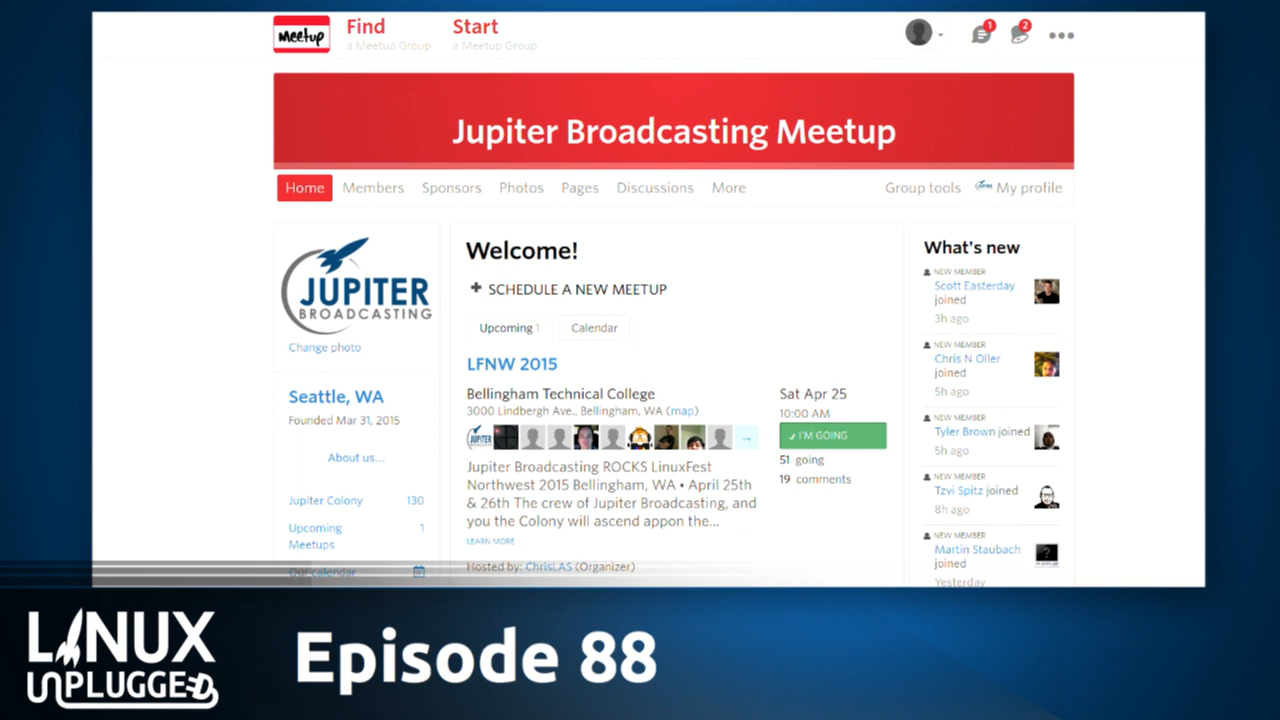 Meetup
Find
a Meetup Group
Start
a Meetup Group
1
2
Jupiter Broadcasting Meetup
Home Members Sponsors Photos Pages Discussions More Group tools My profile
JUPITER
BROADCASTING
Change photo
Seattle, WA
Founded Mar 31, 2015
About us...
Jupiter Colony 130
Upcoming 1
Meetups
Our calendar
Welcome!
+ SCHEDULE A NEW MEETUP
Upcoming 1 Calendar
LFNW 2015
Bellingham Technical College
3000 Lindbergh Ave., Bellingham, WA (map)
JUPITER
→
Jupiter Broadcasting ROCKS LinuxFest
Northwest 2015 Bellingham, WA • April 25th
& 26th The crew of Jupiter Broadcasting, and
you the Colony will ascend appon the...
LEARN MORE
Hosted by: ChrisLAS (Organizer)
Sat Apr 25
10:00 AM
✓ I'M GOING
51 going
19 comments
What's new
NEW MEMBER
Scott Easterday
joined
3h ago
NEW MEMBER
Chris N Oller
joined
5h ago
NEW MEMBER
Tyler Brown joined
5h ago
NEW MEMBER
Tzvi Spitz joined
8h ago
NEW MEMBER
Martin Staubach
joined
Yesterday
?
LINUX
UNPLUGGED
Episode 88